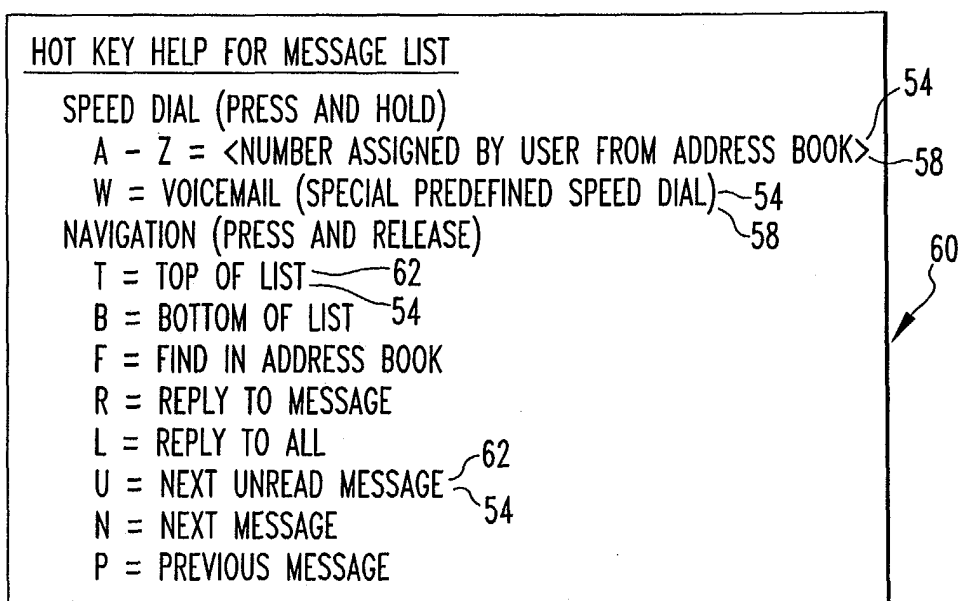 HOT KEY HELP FOR MESSAGE LIST
SPEED DIAL (PRESS AND HOLD)
54
A - Z = <NUMBER ASSIGNED BY USER FROM ADDRESS BOOK>
58
W = VOICEMAIL (SPECIAL PREDEFINED SPEED DIAL) 54
58
NAVIGATION (PRESS AND RELEASE)
60
T = TOP OF LIST 62
54
B = BOTTOM OF LIST
F = FIND IN ADDRESS BOOK
R = REPLY TO MESSAGE
L = REPLY TO ALL
62
U = NEXT UNREAD MESSAGE
54
N = NEXT MESSAGE
P = PREVIOUS MESSAGE